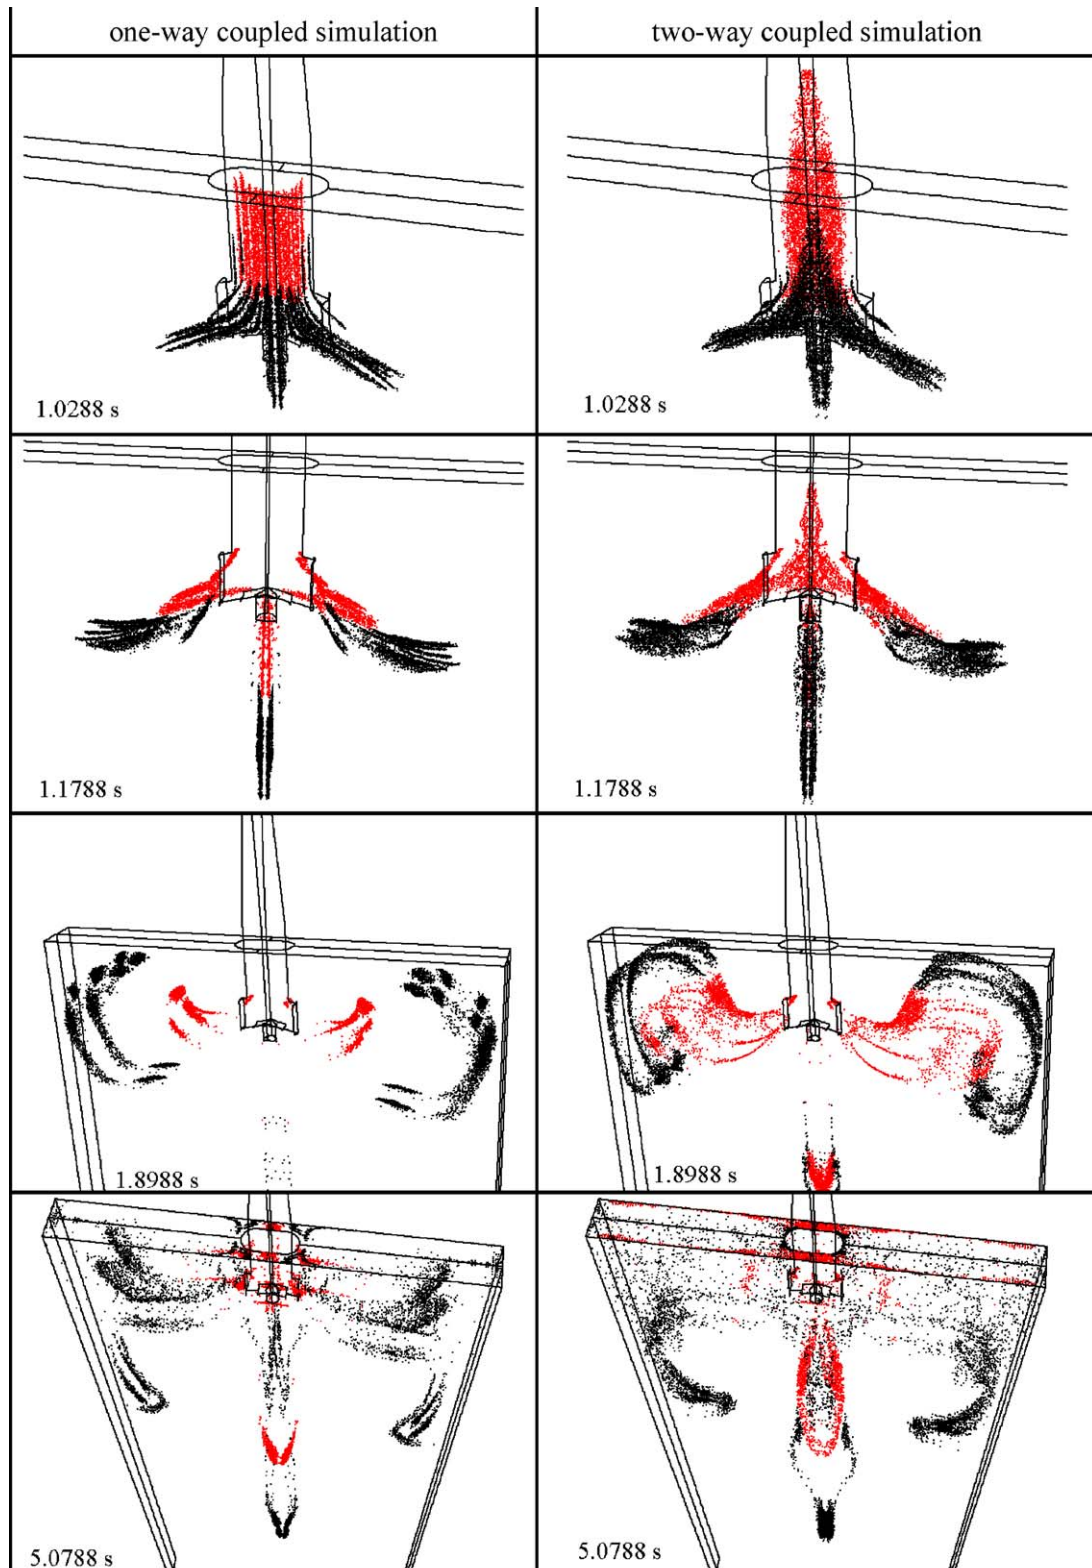 one-way coupled simulation
two-way coupled simulation
1.0288 s
1.0288 s
1.1788 s
1.1788 s
1.8988 s
1.8988 s
5.0788 s
5.0788 s